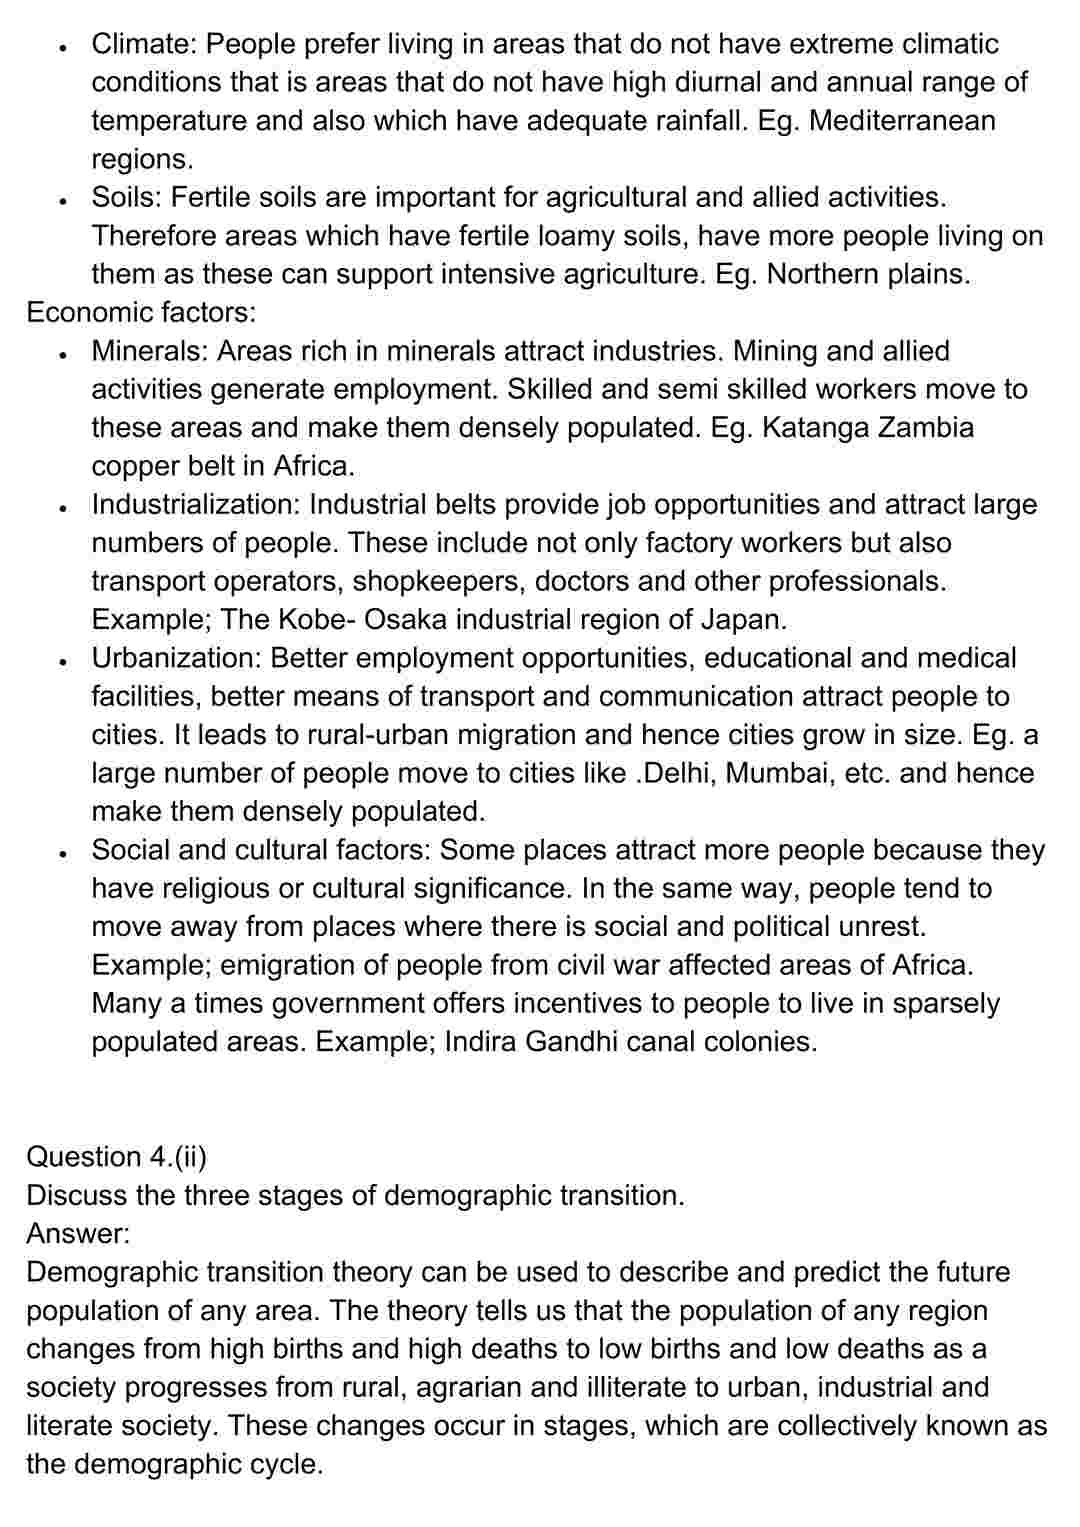 • Climate: People prefer living in areas that do not have extreme climatic
conditions that is areas that do not have high diurnal and annual range of
temperature and also which have adequate rainfall. Eg. Mediterranean
regions.
• Soils: Fertile soils are important for agricultural and allied activities.
Therefore areas which have fertile loamy soils, have more people living on
them as these can support intensive agriculture. Eg. Northern plains.
Economic factors:
• Minerals: Areas rich in minerals attract industries. Mining and allied
activities generate employment. Skilled and semi skilled workers move to
these areas and make them densely populated. Eg. Katanga Zambia
copper belt in Africa.
• Industrialization: Industrial belts provide job opportunities and attract large
numbers of people. These include not only factory workers but also
transport operators, shopkeepers, doctors and other professionals.
Example; The Kobe- Osaka industrial region of Japan.
• Urbanization: Better employment opportunities, educational and medical
facilities, better means of transport and communication attract people to
cities. It leads to rural-urban migration and hence cities grow in size. Eg. a
large number of people move to cities like .Delhi, Mumbai, etc. and hence
make them densely populated.
• Social and cultural factors: Some places attract more people because they
have religious or cultural significance. In the same way, people tend to
move away from places where there is social and political unrest.
Example; emigration of people from civil war affected areas of Africa.
Many a times government offers incentives to people to live in sparsely
populated areas. Example; Indira Gandhi canal colonies.
Question 4.(ii)
Discuss the three stages of demographic transition.
Answer:
Demographic transition theory can be used to describe and predict the future
population of any area. The theory tells us that the population of any region
changes from high births and high deaths to low births and low deaths as a
society progresses from rural, agrarian and illiterate to urban, industrial and
literate society. These changes occur in stages, which are collectively known as
the demographic cycle.